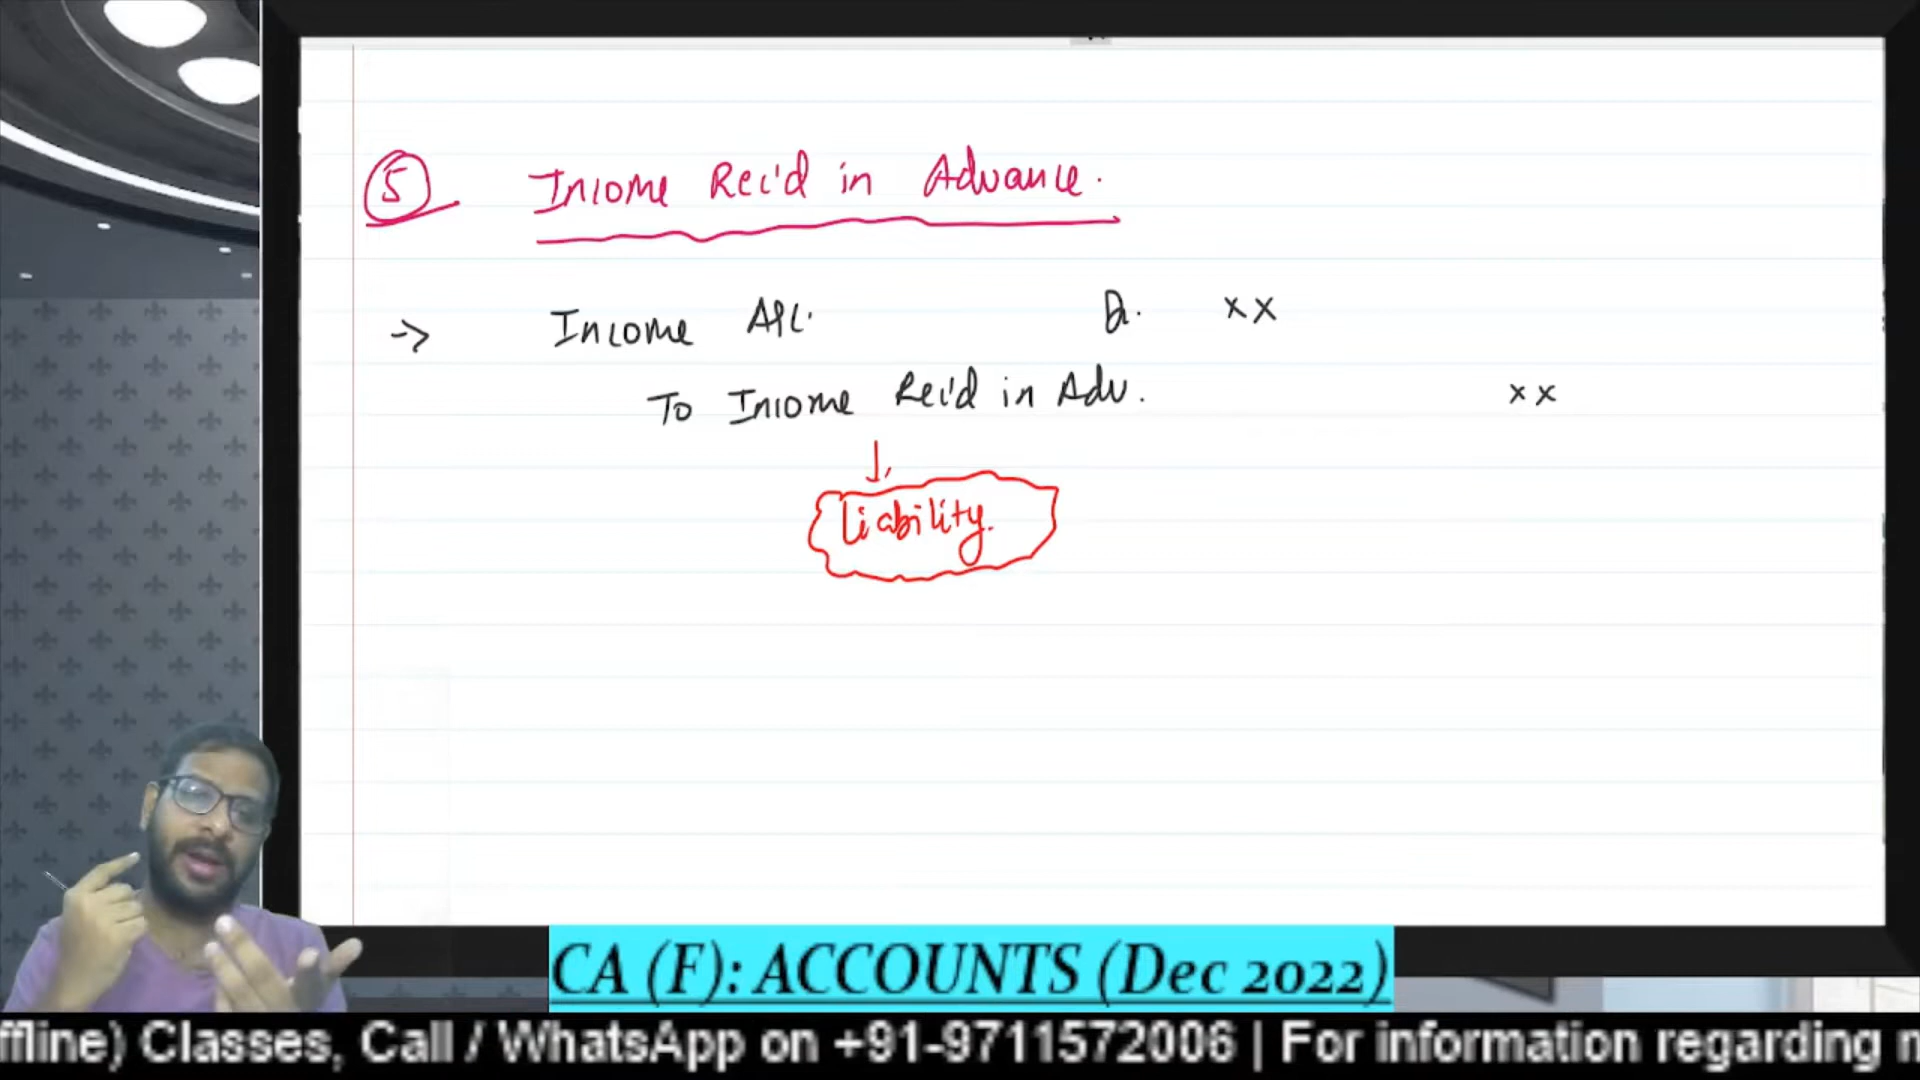 5 Income Rec'd in Advance.
→ Income A/c. Dr. xx
To Income Rec'd in Adv. xx
↓
Liability.
CA (F): ACCOUNTS (Dec 2022)
ffline) Classes, Call / WhatsApp on +91-9711572006 | For information regarding n